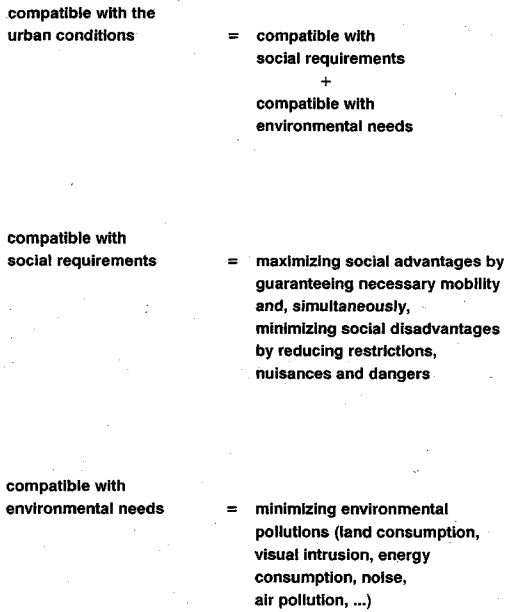 compatible with the
urban conditions = compatible with
social requirements
+
compatible with
environmental needs
compatible with
social requirements = maximizing social advantages by
guaranteeing necessary mobility
and, simultaneously,
minimizing social disadvantages
by reducing restrictions,
nuisances and dangers
compatible with
environmental needs = minimizing environmental
pollutions (land consumption,
visual intrusion, energy
consumption, noise,
air pollution, ...)